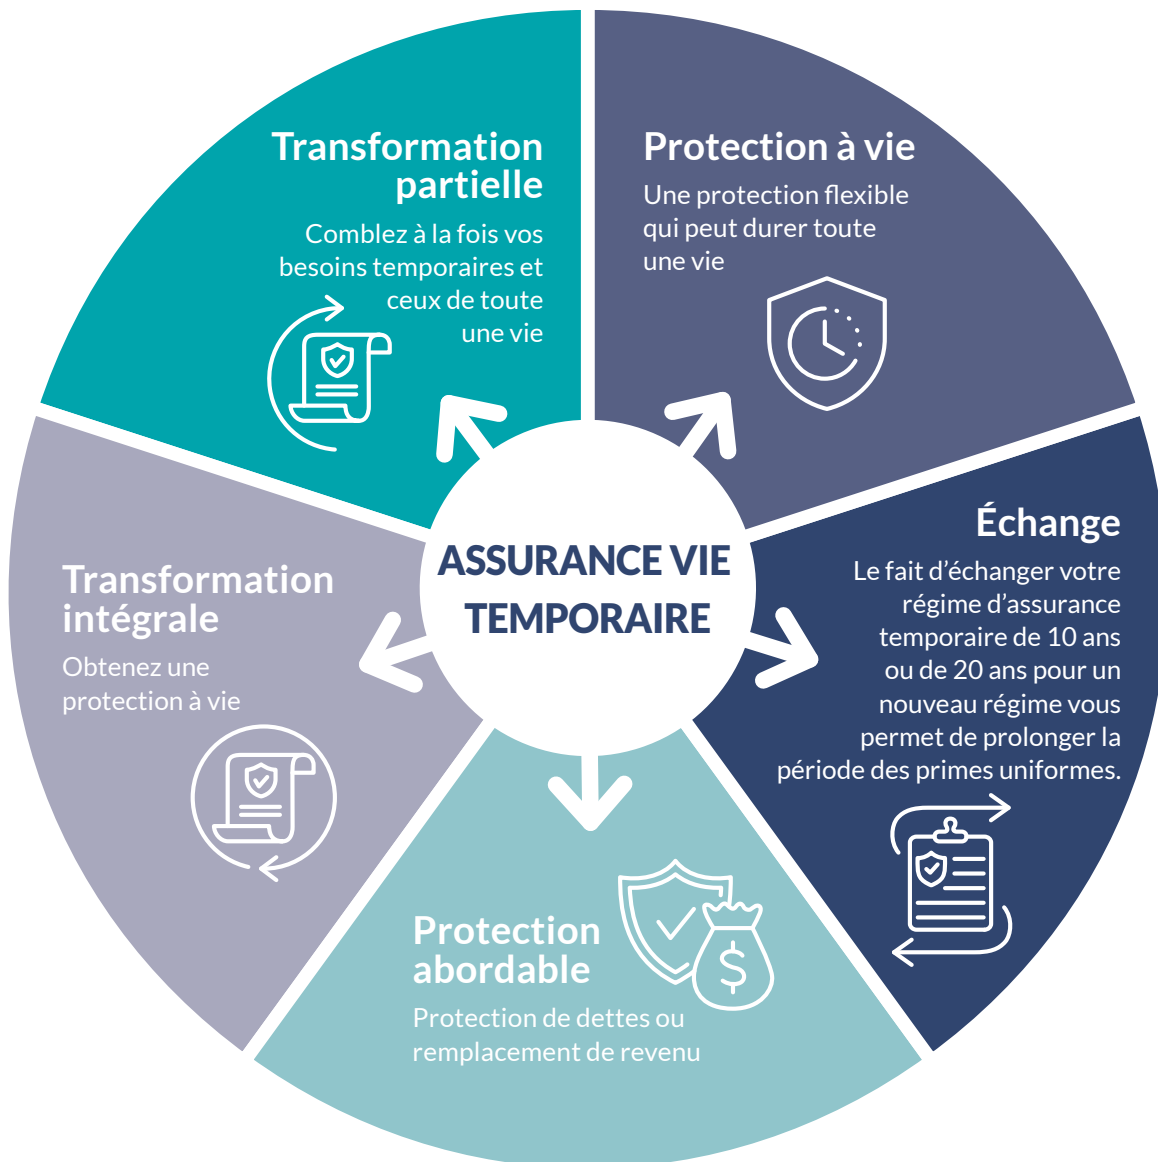 Transformation
partielle
Comblez à la fois vos
besoins temporaires et
ceux de toute
une vie
Protection à vie
Une protection flexible
qui peut durer toute
une vie
Échange
Le fait d’échanger votre
régime d’assurance
temporaire de 10 ans
ou de 20 ans pour un
nouveau régime vous
permet de prolonger la
période des primes uniformes.
ASSURANCE VIE
TEMPORAIRE
Transformation
intégrale
Obtenez une
protection à vie
Protection
abordable
Protection de dettes ou
remplacement de revenu
$